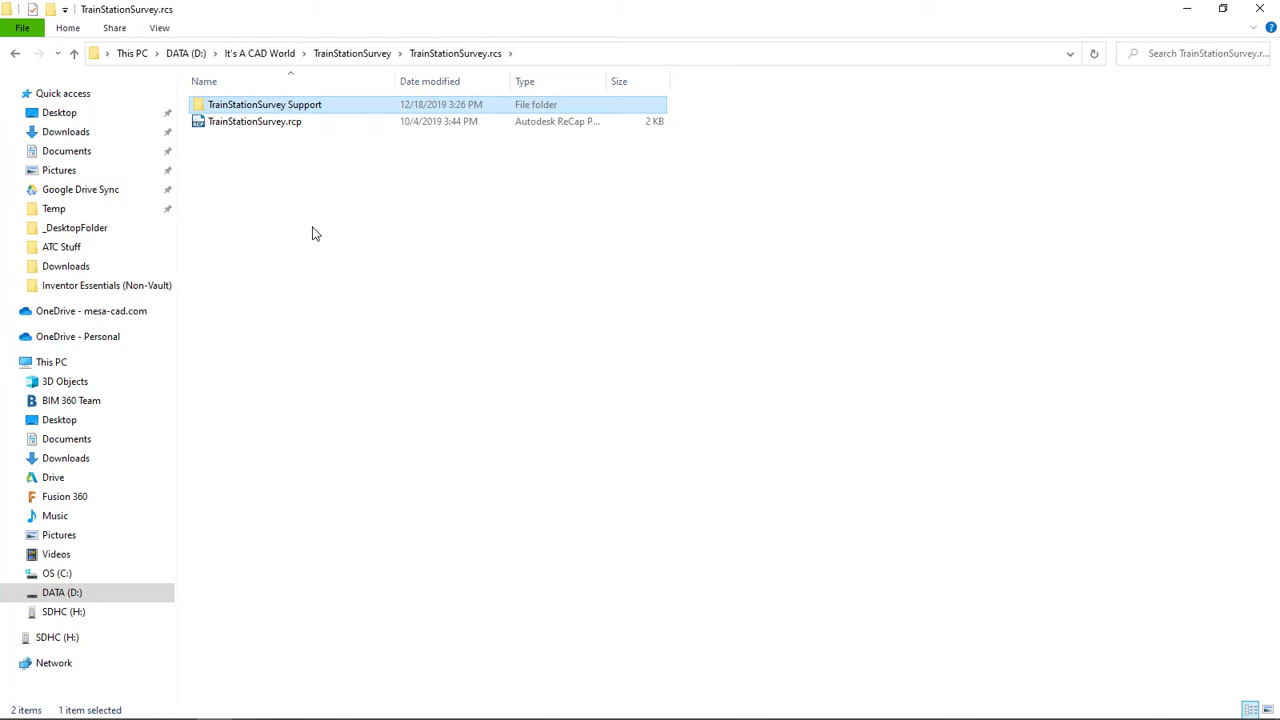 TrainStationSurvey.rcs
File
Home
Share
View
This PC > DATA (D:) > It's A CAD World > TrainStationSurvey > TrainStationSurvey.rcs >
Search TrainStationSurvey.r...
Name
Date modified
Type
Size
TrainStationSurvey Support 12/18/2019 3:26 PM File folder
TrainStationSurvey.rcp 10/4/2019 3:44 PM Autodesk ReCap P... 2 KB
Quick access
Desktop
Downloads
Documents
Pictures
Google Drive Sync
Temp
_DesktopFolder
ATC Stuff
Downloads
Inventor Essentials (Non-Vault)
OneDrive - mesa-cad.com
OneDrive - Personal
This PC
3D Objects
BIM 360 Team
Desktop
Documents
Downloads
Drive
Fusion 360
Music
Pictures
Videos
OS (C:)
DATA (D:)
SDHC (H:)
SDHC (H:)
Network
2 items 1 item selected